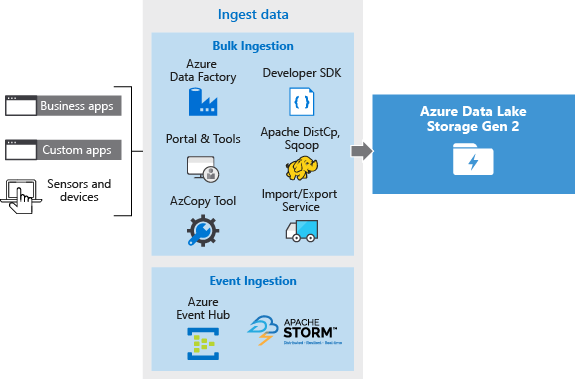 Ingest data
Bulk Ingestion
Azure
Data Factory
Developer SDK
Business apps
Portal & Tools
Apache DistCp,
Sqoop
Custom apps
Sensors and
devices
AzCopy Tool
Import/Export
Service
Azure Data Lake
Storage Gen 2
Event Ingestion
Azure
Event Hub
APACHE
STORM™
Distributed • Resilient • Real-time